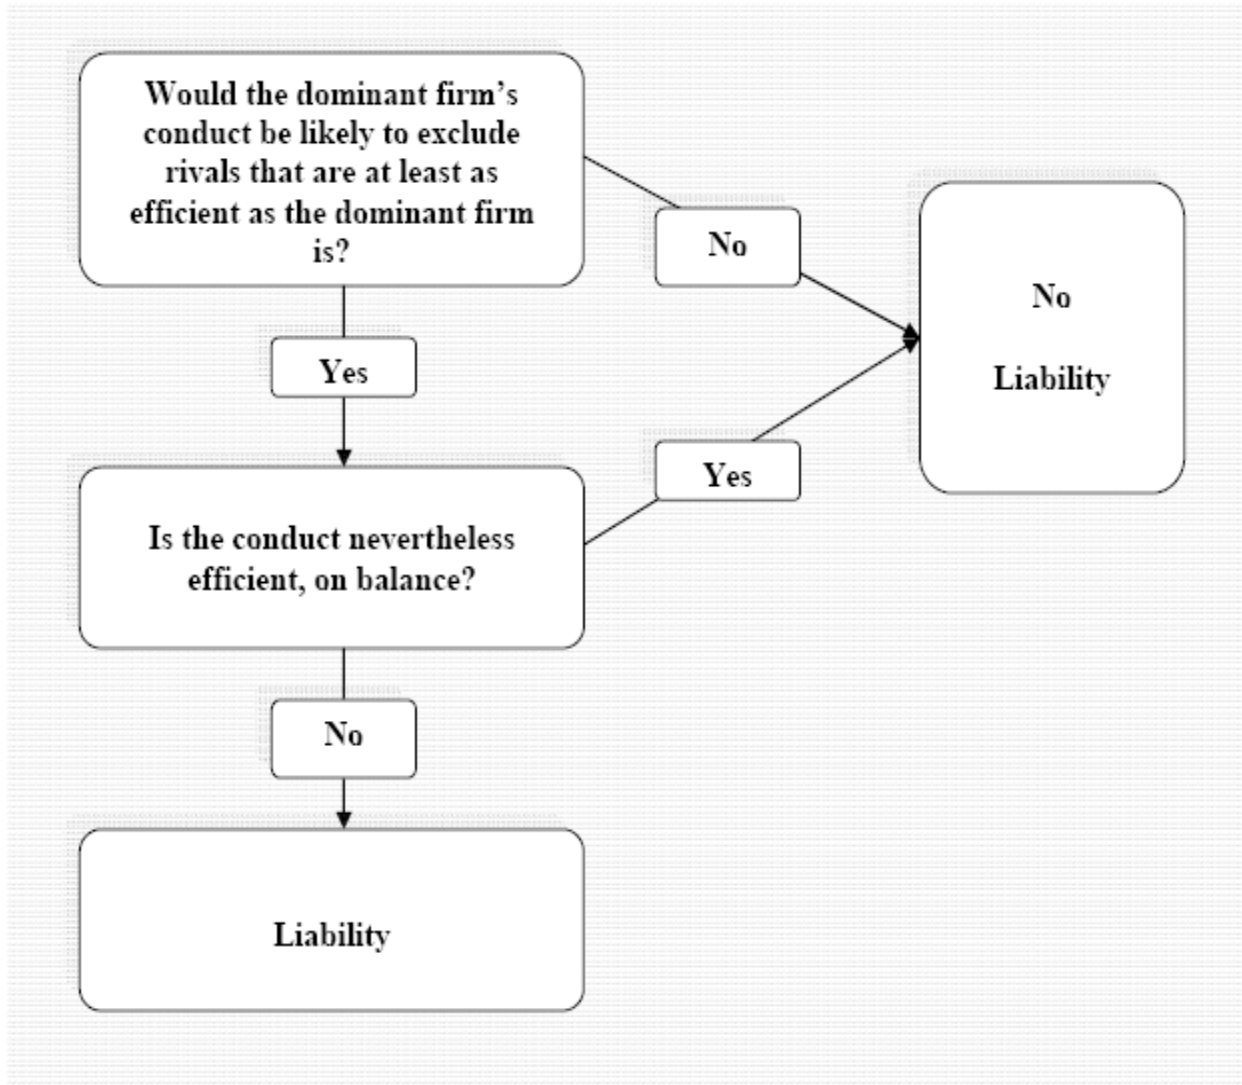 Would the dominant firm’s
conduct be likely to exclude
rivals that are at least as
efficient as the dominant firm
is?
No
No
Liability
Yes
Yes
Is the conduct nevertheless
efficient, on balance?
No
Liability